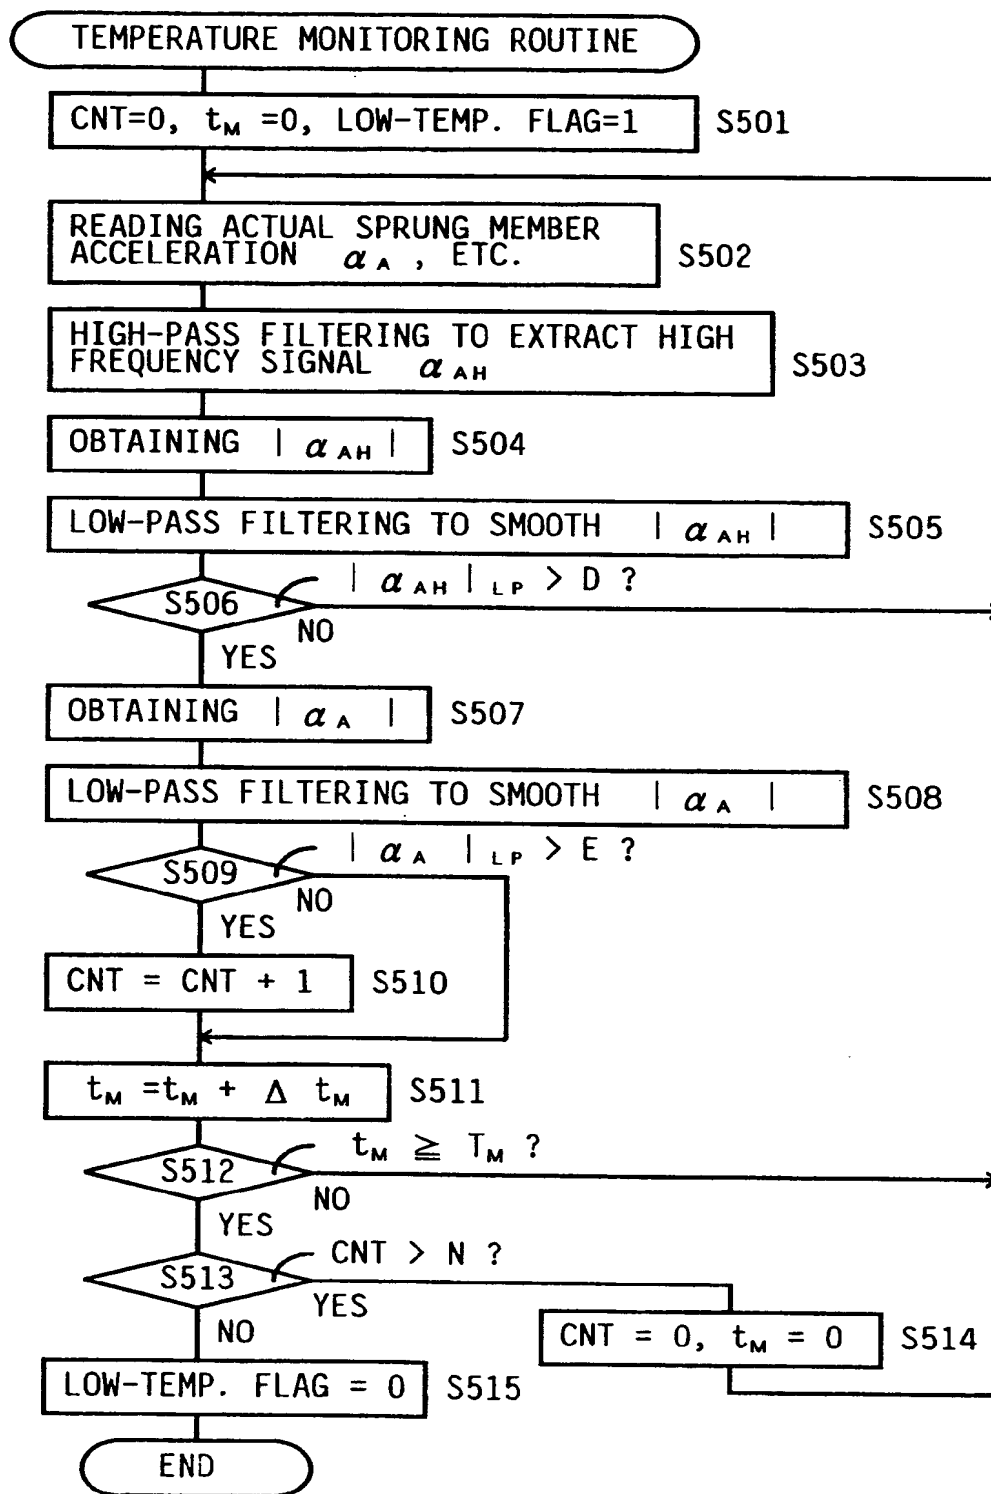 TEMPERATURE MONITORING ROUTINE
CNT=0, tM =0, LOW-TEMP. FLAG=1
S501
READING ACTUAL SPRUNG MEMBER
ACCELERATION αA , ETC.
S502
HIGH-PASS FILTERING TO EXTRACT HIGH
FREQUENCY SIGNAL αAH
S503
OBTAINING | αAH |
S504
LOW-PASS FILTERING TO SMOOTH | αAH |
S505
| αAH | LP > D ?
S506
NO
YES
OBTAINING | αA |
S507
LOW-PASS FILTERING TO SMOOTH | αA |
S508
| αA | LP > E ?
S509
NO
YES
CNT = CNT + 1
S510
tM =tM + Δ tM
S511
tM ≧ TM ?
S512
NO
YES
CNT > N ?
S513
YES
NO
CNT = 0, tM = 0
S514
LOW-TEMP. FLAG = 0
S515
END